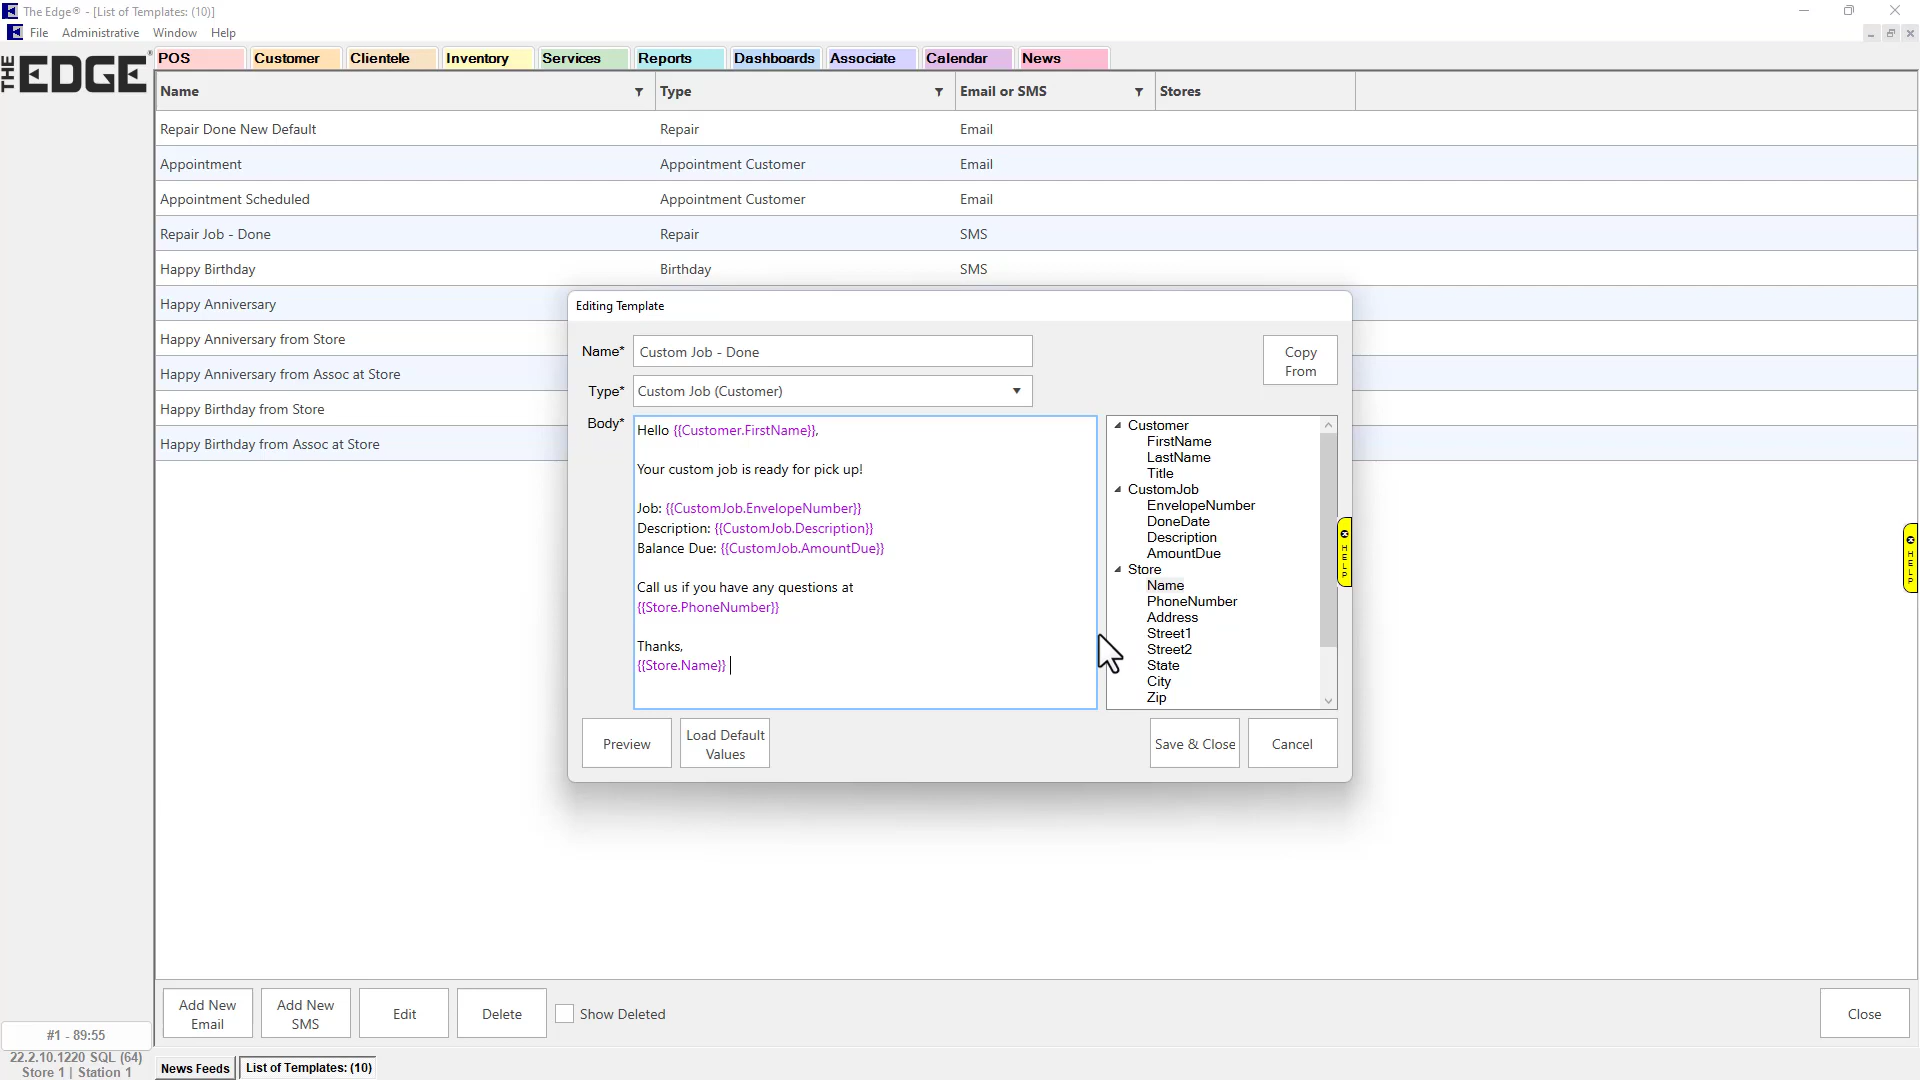 The Edge® - [List of Templates: (10)]
File Administrative Window Help
THE EDGE®
POS Customer Clientele Inventory Services Reports Dashboards Associate Calendar News
Name Type Email or SMS Stores
Repair Done New Default Repair Email
Appointment Appointment Customer Email
Appointment Scheduled Appointment Customer Email
Repair Job - Done Repair SMS
Happy Birthday Birthday SMS
Happy Anniversary
Happy Anniversary from Store
Happy Anniversary from Assoc at Store
Happy Birthday from Store
Happy Birthday from Assoc at Store
Editing Template
Name* Custom Job - Done
Copy From
Type* Custom Job (Customer)
Body*
Hello {{Customer.FirstName}},
Your custom job is ready for pick up!
Job: {{CustomJob.EnvelopeNumber}}
Description: {{CustomJob.Description}}
Balance Due: {{CustomJob.AmountDue}}
Call us if you have any questions at
{{Store.PhoneNumber}}
Thanks,
{{Store.Name}}
Customer
FirstName
LastName
Title
CustomJob
EnvelopeNumber
DoneDate
Description
AmountDue
Store
Name
PhoneNumber
Address
Street1
Street2
State
City
Zip
HELP
HELP
Preview
Load Default Values
Save & Close
Cancel
Add New Email
Add New SMS
Edit
Delete
Show Deleted
Close
#1 - 89:55
22.2.10.1220 SQL (64)
Store 1 | Station 1
News Feeds
List of Templates: (10)